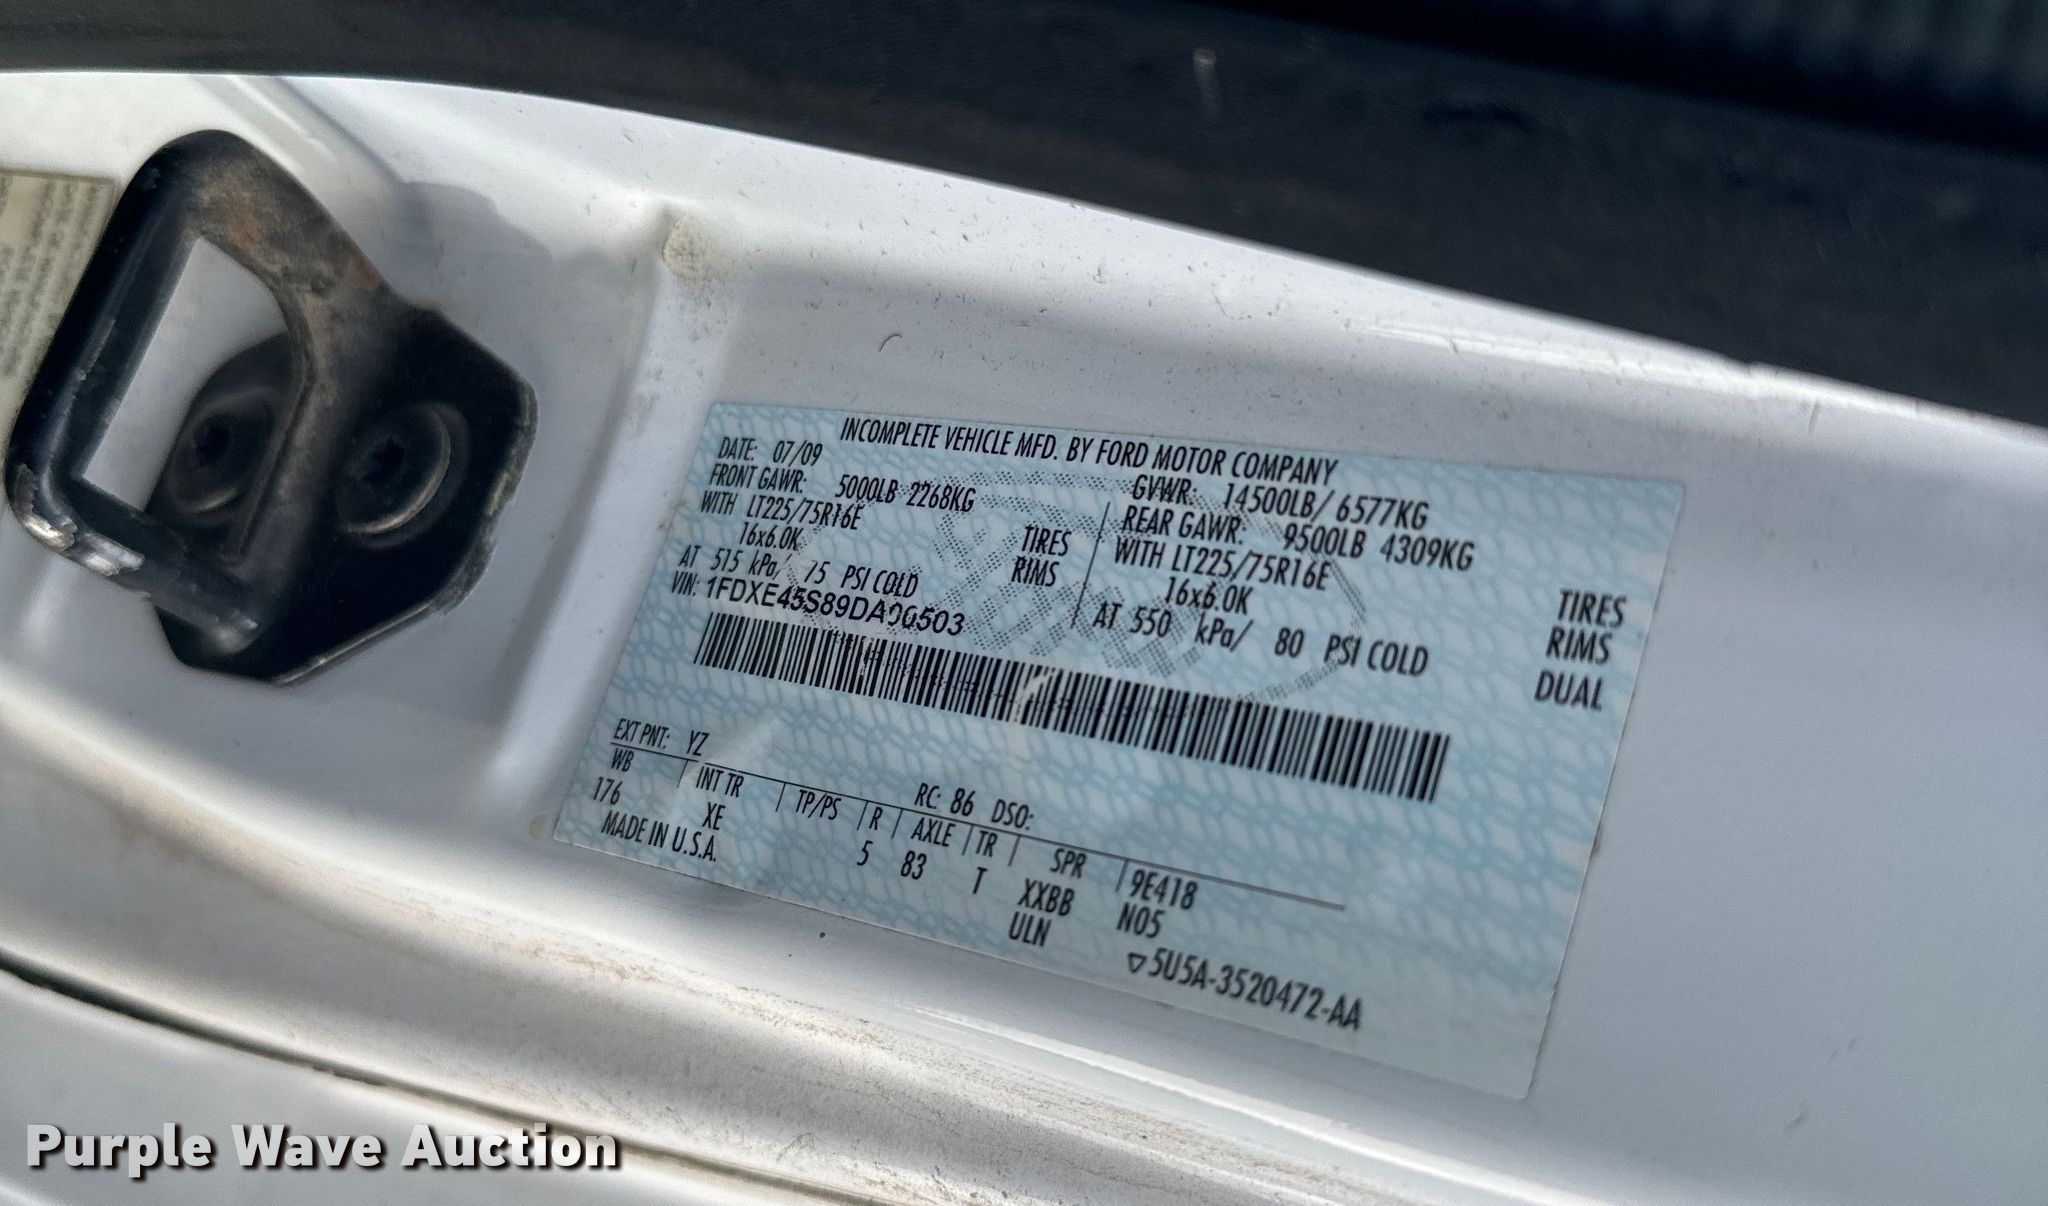 INCOMPLETE VEHICLE MFD. BY FORD MOTOR COMPANY
DATE: 07/09 GVWR: 14500LB/ 6577KG
FRONT GAWR: 5000LB 2268KG REAR GAWR: 9500LB 4309KG
WITH LT225/75R16E TIRES WITH LT225/75R16E TIRES
16x6.0K RIMS 16x6.0K RIMS
AT 515 kPa/ 75 PSI COLD AT 550 kPa/ 80 PSI COLD DUAL
VIN:
EXT PNT: YZ RC: 86 DSO:
WB INT TR TP/PS R AXLE TR SPR 9E418
176 XE 5 83 T XXBB N05
MADE IN U.S.A. ULN
▽5U5A-3520472-AA
Purple Wave Auction